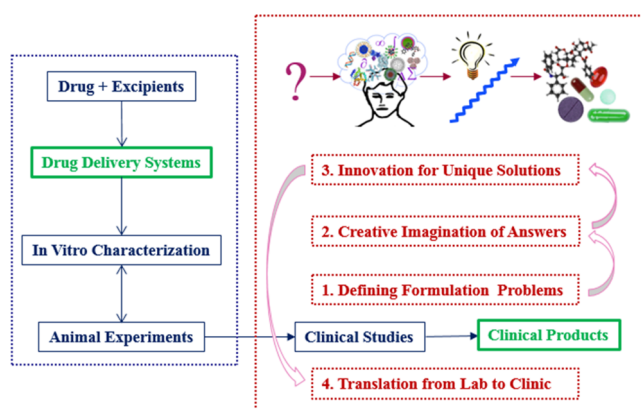 Drug + Excipients
Drug Delivery Systems
In Vitro Characterization
Animal Experiments
?
3. Innovation for Unique Solutions
2. Creative Imagination of Answers
1. Defining Formulation Problems
Clinical Studies
Clinical Products
4. Translation from Lab to Clinic